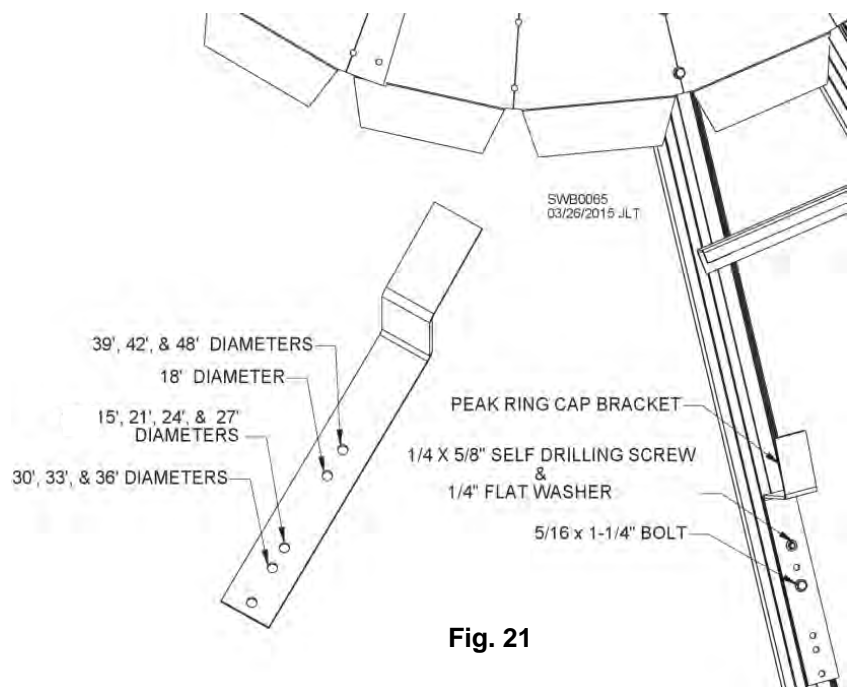 SWB0065
03/26/2015 JLT
39', 42', & 48' DIAMETERS
18' DIAMETER
15', 21', 24', & 27'
DIAMETERS
30', 33', & 36' DIAMETERS
PEAK RING CAP BRACKET
1/4 X 5/8" SELF DRILLING SCREW
&
1/4" FLAT WASHER
5/16 x 1-1/4" BOLT
Fig. 21